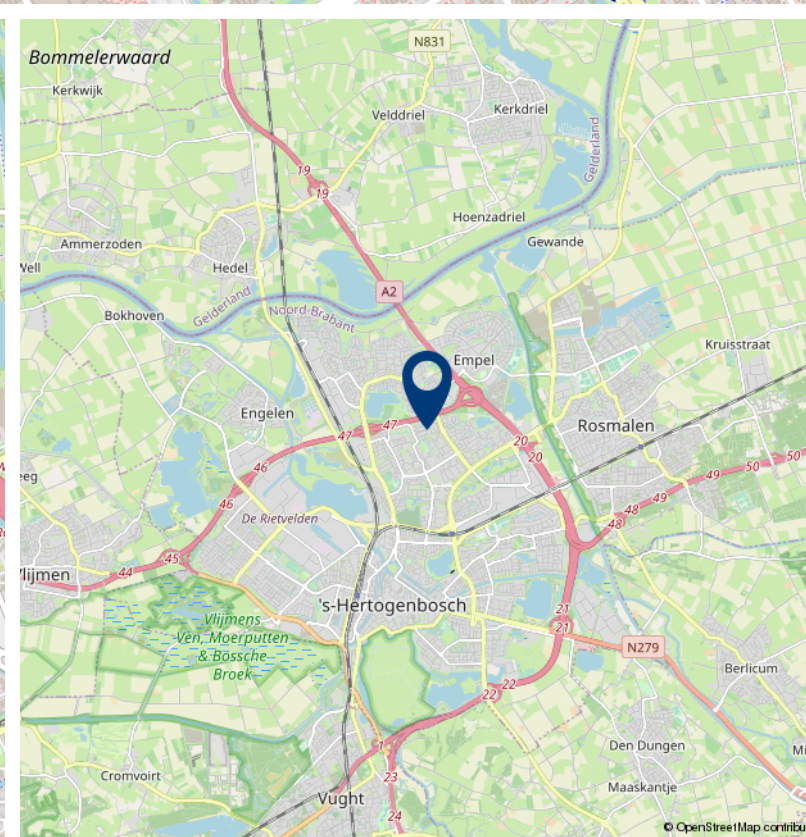 N831
Bommelerwaard
Kerkwijk
Velddriel
Kerkdriel
Gelderland
19
19
Hoenzadriel
Gewande
Ammerzoden
Well
Hedel
A2
Gelderland
Noord-Brabant
Bokhoven
Kruisstraat
Empel
Engelen
Rosmalen
47
47
20
20
46
46
50
50
49
49
48
48
De Rietvelden
45
44
's-Hertogenbosch
21
21
Vlijmens
Ven, Moerputten
& Bossche
Broek
N279
Berlicum
22
22
Den Dungen
1
23
Cromvoirt
Maaskantje
Vught
24
© OpenStreetMap contribu